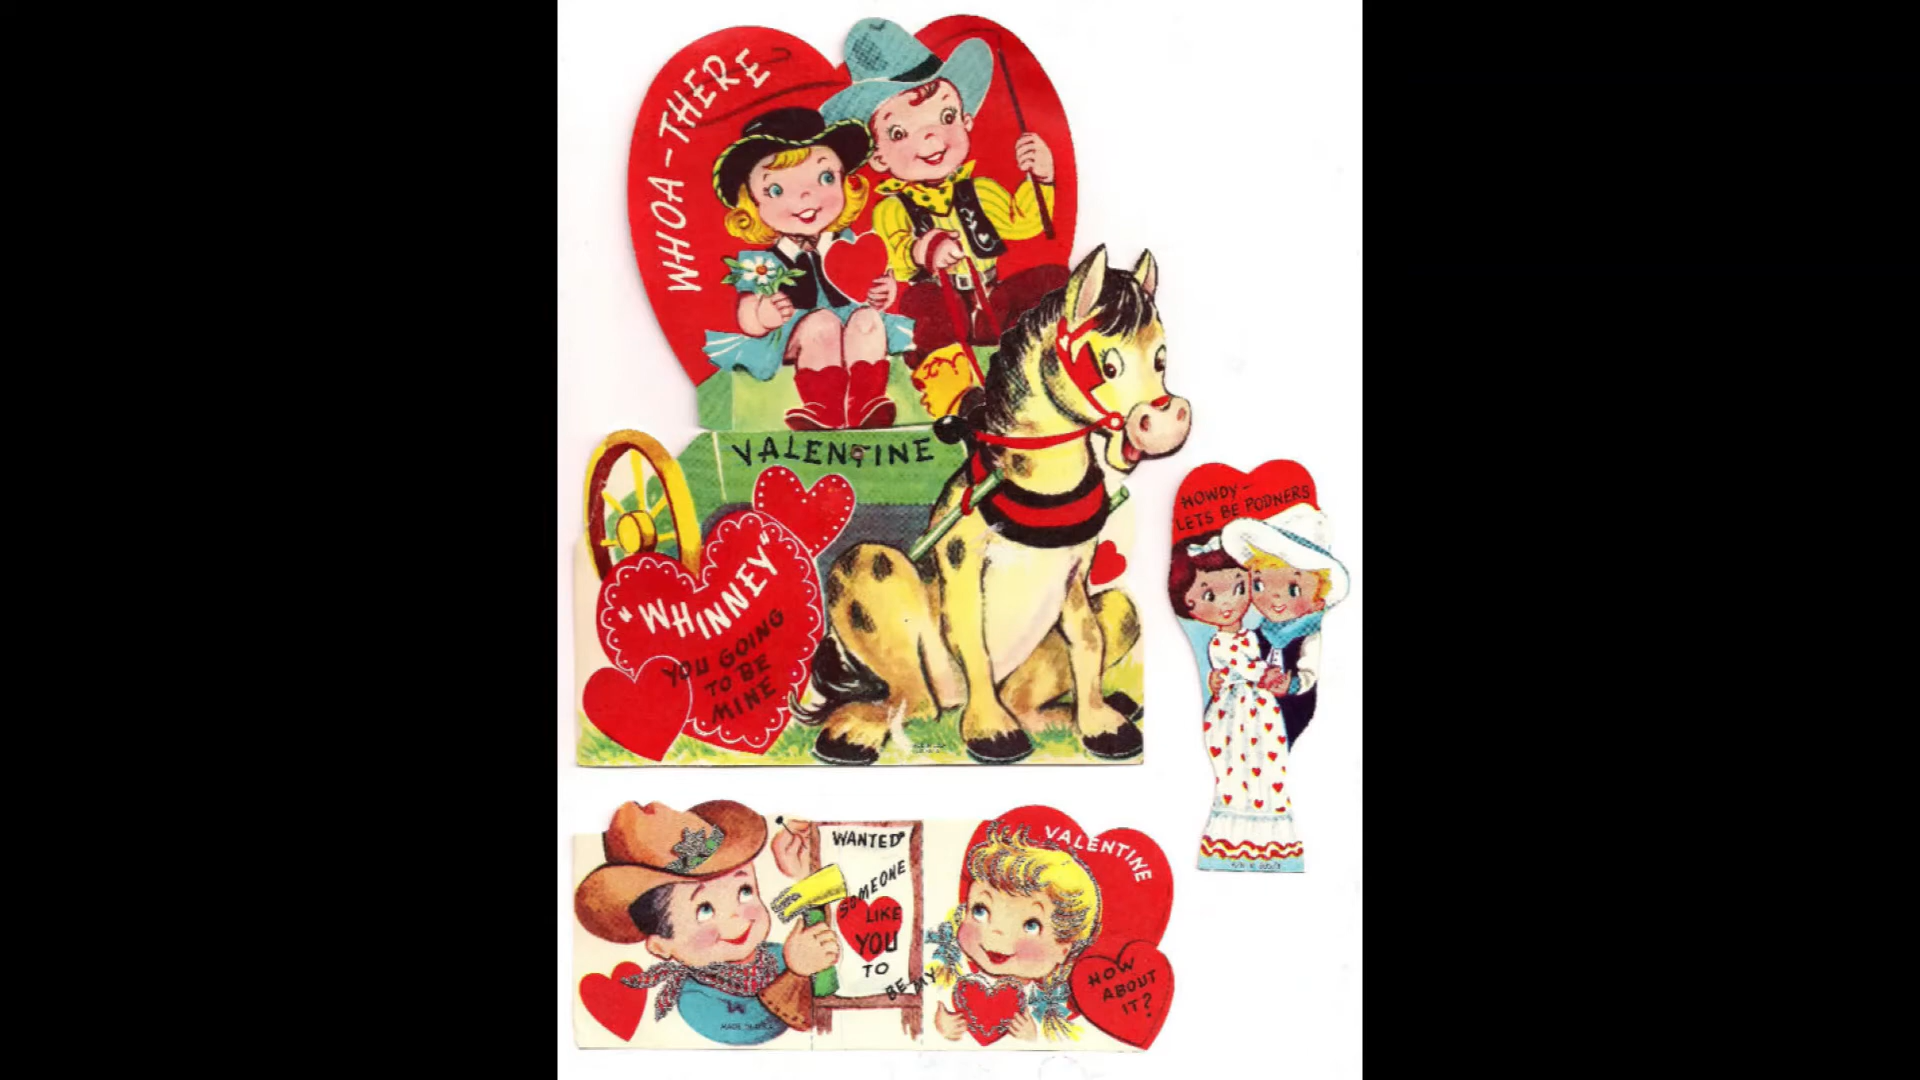 WHOA-THERE
VALENTINE
"WHINNEY"
YOU GOING
TO BE
MINE
HOWDY-
LETS BE PODNERS
WANTED
SOMEONE
LIKE
YOU
TO
BE MY
VALENTINE
HOW
ABOUT
IT?